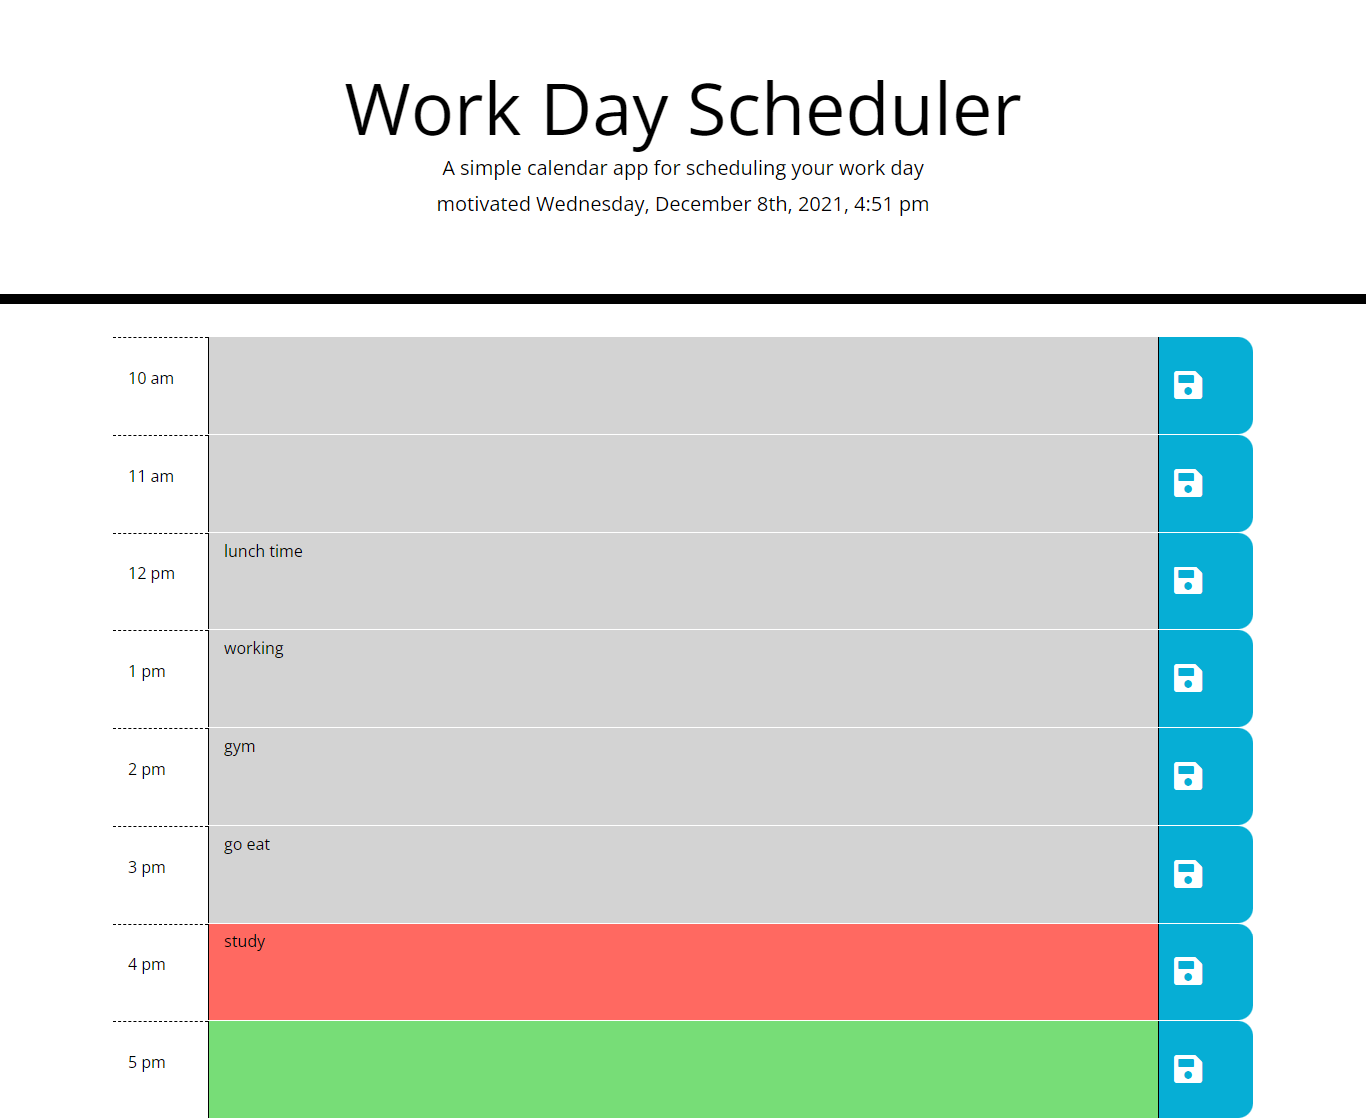 Work Day Scheduler
A simple calendar app for scheduling your work day
motivated Wednesday, December 8th, 2021, 4:51 pm
10 am
11 am
12 pm lunch time
1 pm working
2 pm gym
3 pm go eat
4 pm study
5 pm